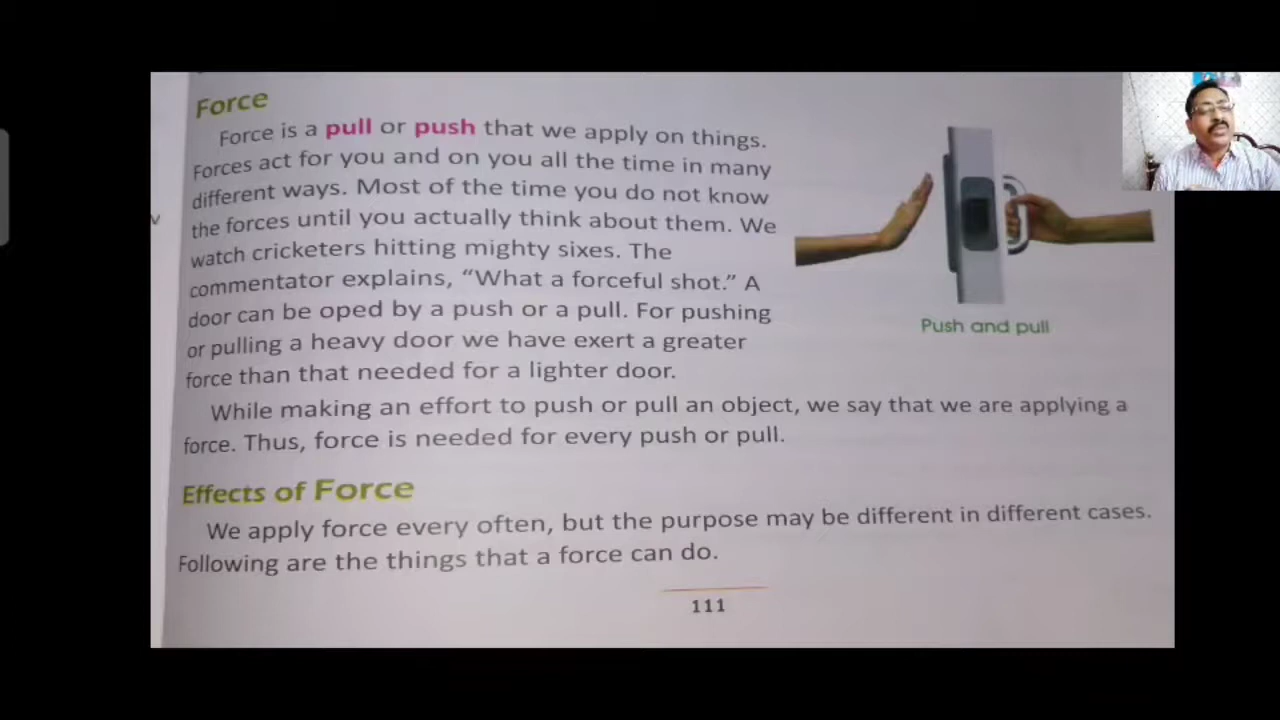 Force
Force is a pull or push that we apply on things.
Forces act for you and on you all the time in many
different ways. Most of the time you do not know
the forces until you actually think about them. We
watch cricketers hitting mighty sixes. The
commentator explains, “What a forceful shot.” A
door can be oped by a push or a pull. For pushing
or pulling a heavy door we have exert a greater
force than that needed for a lighter door.
Push and pull
While making an effort to push or pull an object, we say that we are applying a
force. Thus, force is needed for every push or pull.
Effects of Force
We apply force every often, but the purpose may be different in different cases.
Following are the things that a force can do.
111